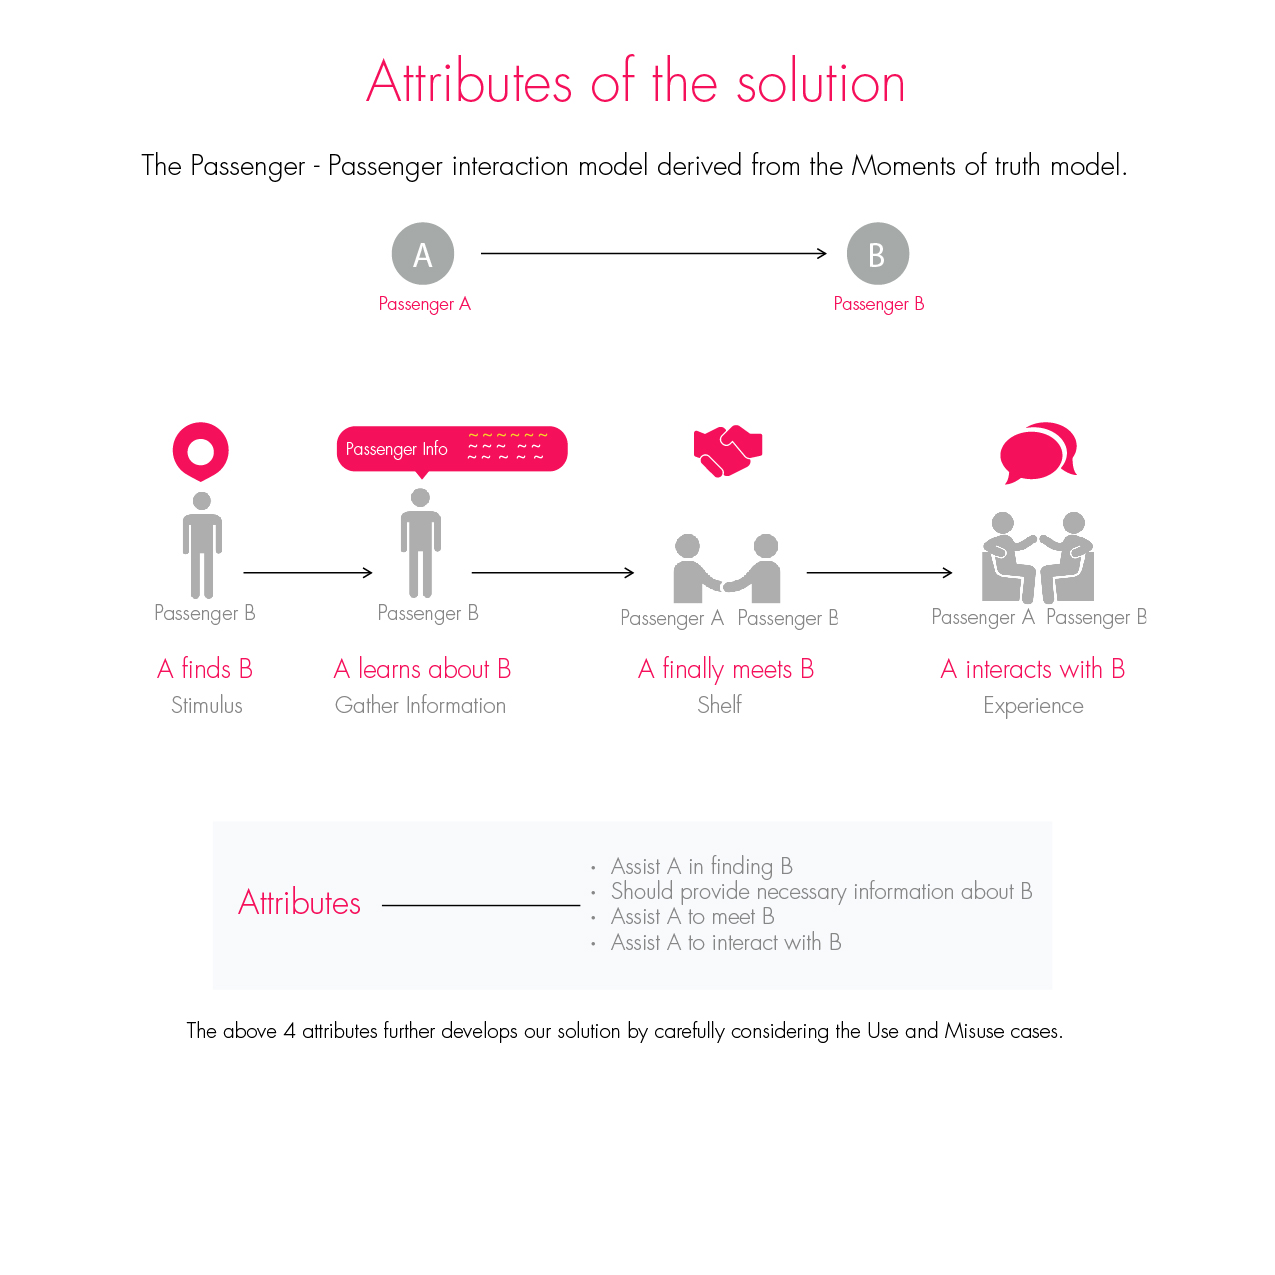 Attributes of the solution
The Passenger - Passenger interaction model derived from the Moments of truth model.
A
B
Passenger A
Passenger B
Passenger Info
~ ~ ~ ~ ~ ~
~ ~ ~ ~ ~
~ ~ ~ ~ ~
Passenger B
Passenger B
Passenger A Passenger B
Passenger A Passenger B
A finds B
A learns about B
A finally meets B
A interacts with B
Stimulus
Gather Information
Shelf
Experience
Attributes
• Assist A in finding B
• Should provide necessary information about B
• Assist A to meet B
• Assist A to interact with B
The above 4 attributes further develops our solution by carefully considering the Use and Misuse cases.